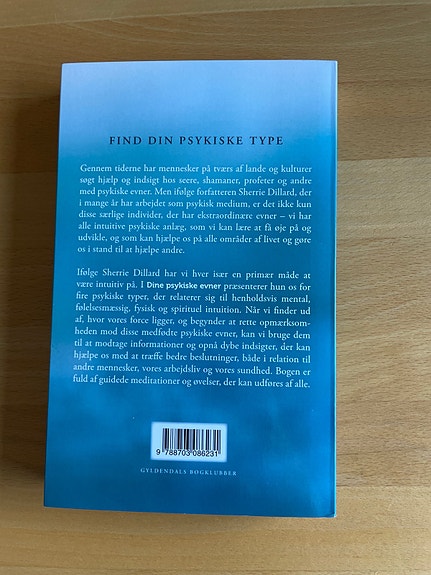 FIND DIN PSYKISKE TYPE
Gennem tiderne har mennesker på tværs af lande og kulturer
søgt hjælp og indsigt hos seere, shamaner, profeter og andre
med psykiske evner. Men ifølge forfatteren Sherrie Dillard, der
i mange år har arbejdet som psykisk medium, er det ikke kun
disse særlige individer, der har ekstraordinære evner – vi har
alle intuitive psykiske anlæg, som vi kan lære at få øje på og
udvikle, og som kan hjælpe os på alle områder af livet og gøre
os i stand til at hjælpe andre.
Ifølge Sherrie Dillard har vi hver især en primær måde at
være intuitiv på. I Dine psykiske evner præsenterer hun os for
fire psykiske typer, der relaterer sig til henholdsvis mental,
følelsesmæssig, fysisk og spirituel intuition. Når vi finder ud
af, hvor vores force ligger, og begynder at rette opmærksom-
heden mod disse medfødte psykiske evner, kan vi bruge dem
til at modtage informationer og opnå dybe indsigter, der kan
hjælpe os med at træffe bedre beslutninger, både i relation til
andre mennesker, vores arbejdsliv og vores sundhed. Bogen er
fuld af guidede meditationer og øvelser, der kan udføres af alle.
9 788703 086231
GYLDENDALS BOGKLUBBER